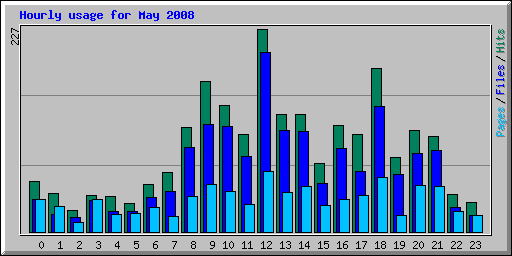 Hourly usage for May 2008
227
Pages/Files/Hits
0 1 2 3 4 5 6 7 8 9 10 11 12 13 14 15 16 17 18 19 20 21 22 23